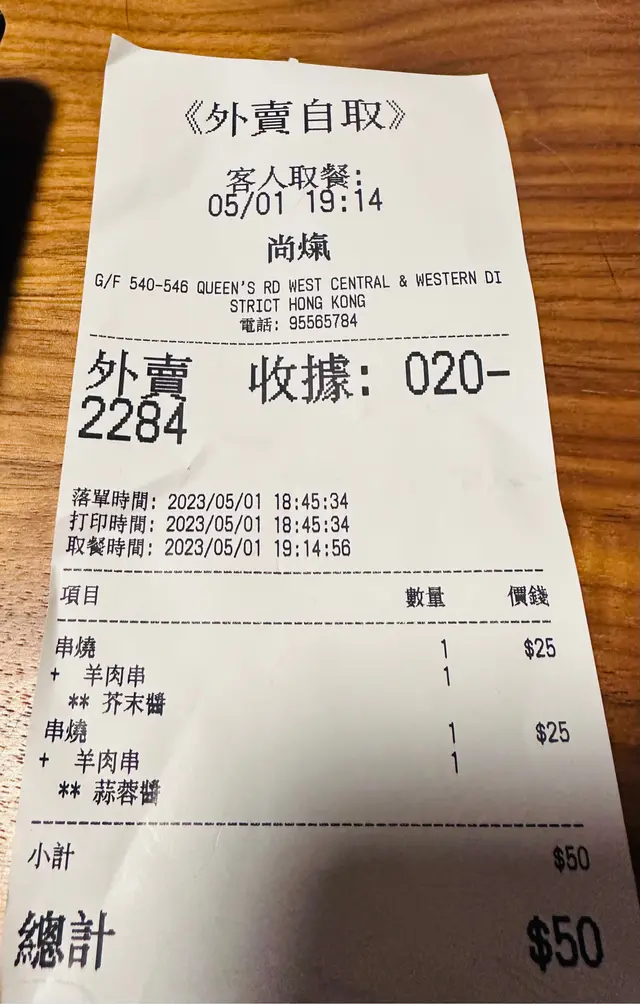 《外賣自取》
客人取餐:
05/01 19:14
尚燻
G/F 540-546 QUEEN'S RD WEST CENTRAL & WESTERN DI
STRICT HONG KONG
電話: 95565784
外賣 收據: 020-
2284
落單時間: 2023/05/01 18:45:34
打印時間: 2023/05/01 18:45:34
取餐時間: 2023/05/01 19:14:56
項目 數量 價錢
串燒 1 $25
+ 羊肉串 1
** 芥末醬
串燒 1 $25
+ 羊肉串 1
** 蒜蓉醬
小計 $50
總計 $50